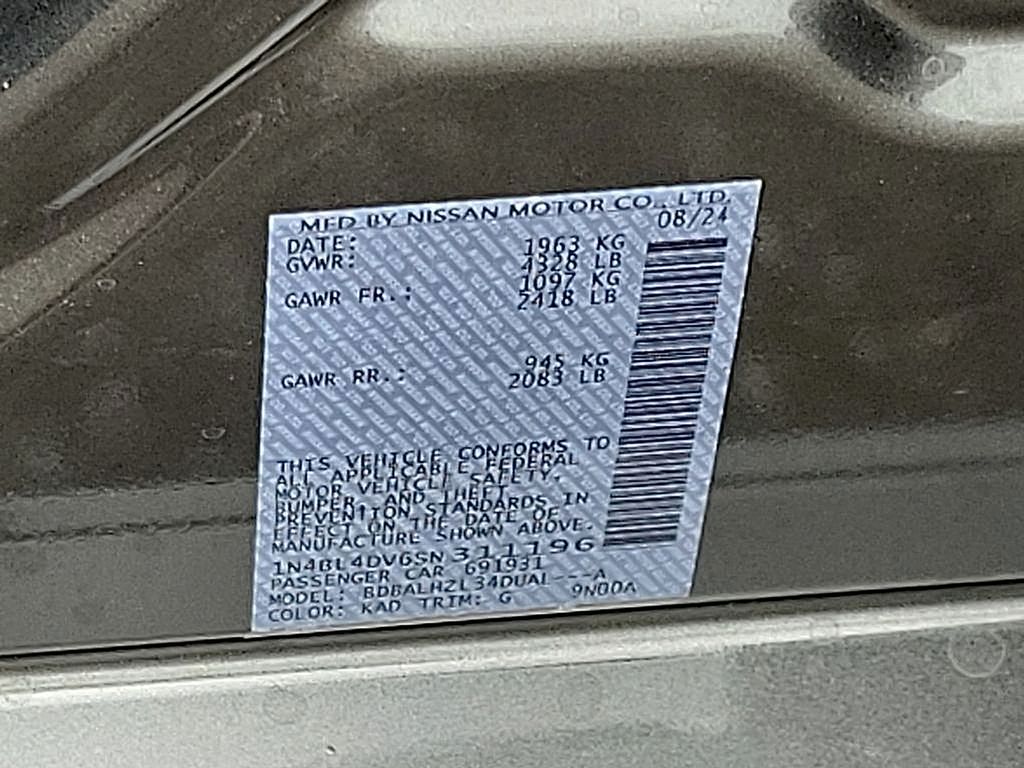 MFD BY NISSAN MOTOR CO., LTD.
DATE: 08/24
GVWR: 1963 KG
4328 LB
GAWR FR.: 1097 KG
2418 LB
GAWR RR.: 945 KG
2083 LB
THIS VEHICLE CONFORMS TO
ALL APPLICABLE FEDERAL
MOTOR VEHICLE SAFETY,
BUMPER, AND THEFT
PREVENTION STANDARDS IN
EFFECT ON THE DATE OF
MANUFACTURE SHOWN ABOVE.
1N4BL4DV6SN311196
PASSENGER CAR 691931
MODEL: BDBALHZL34DUAL---A
COLOR: KAD TRIM: G 9N00A